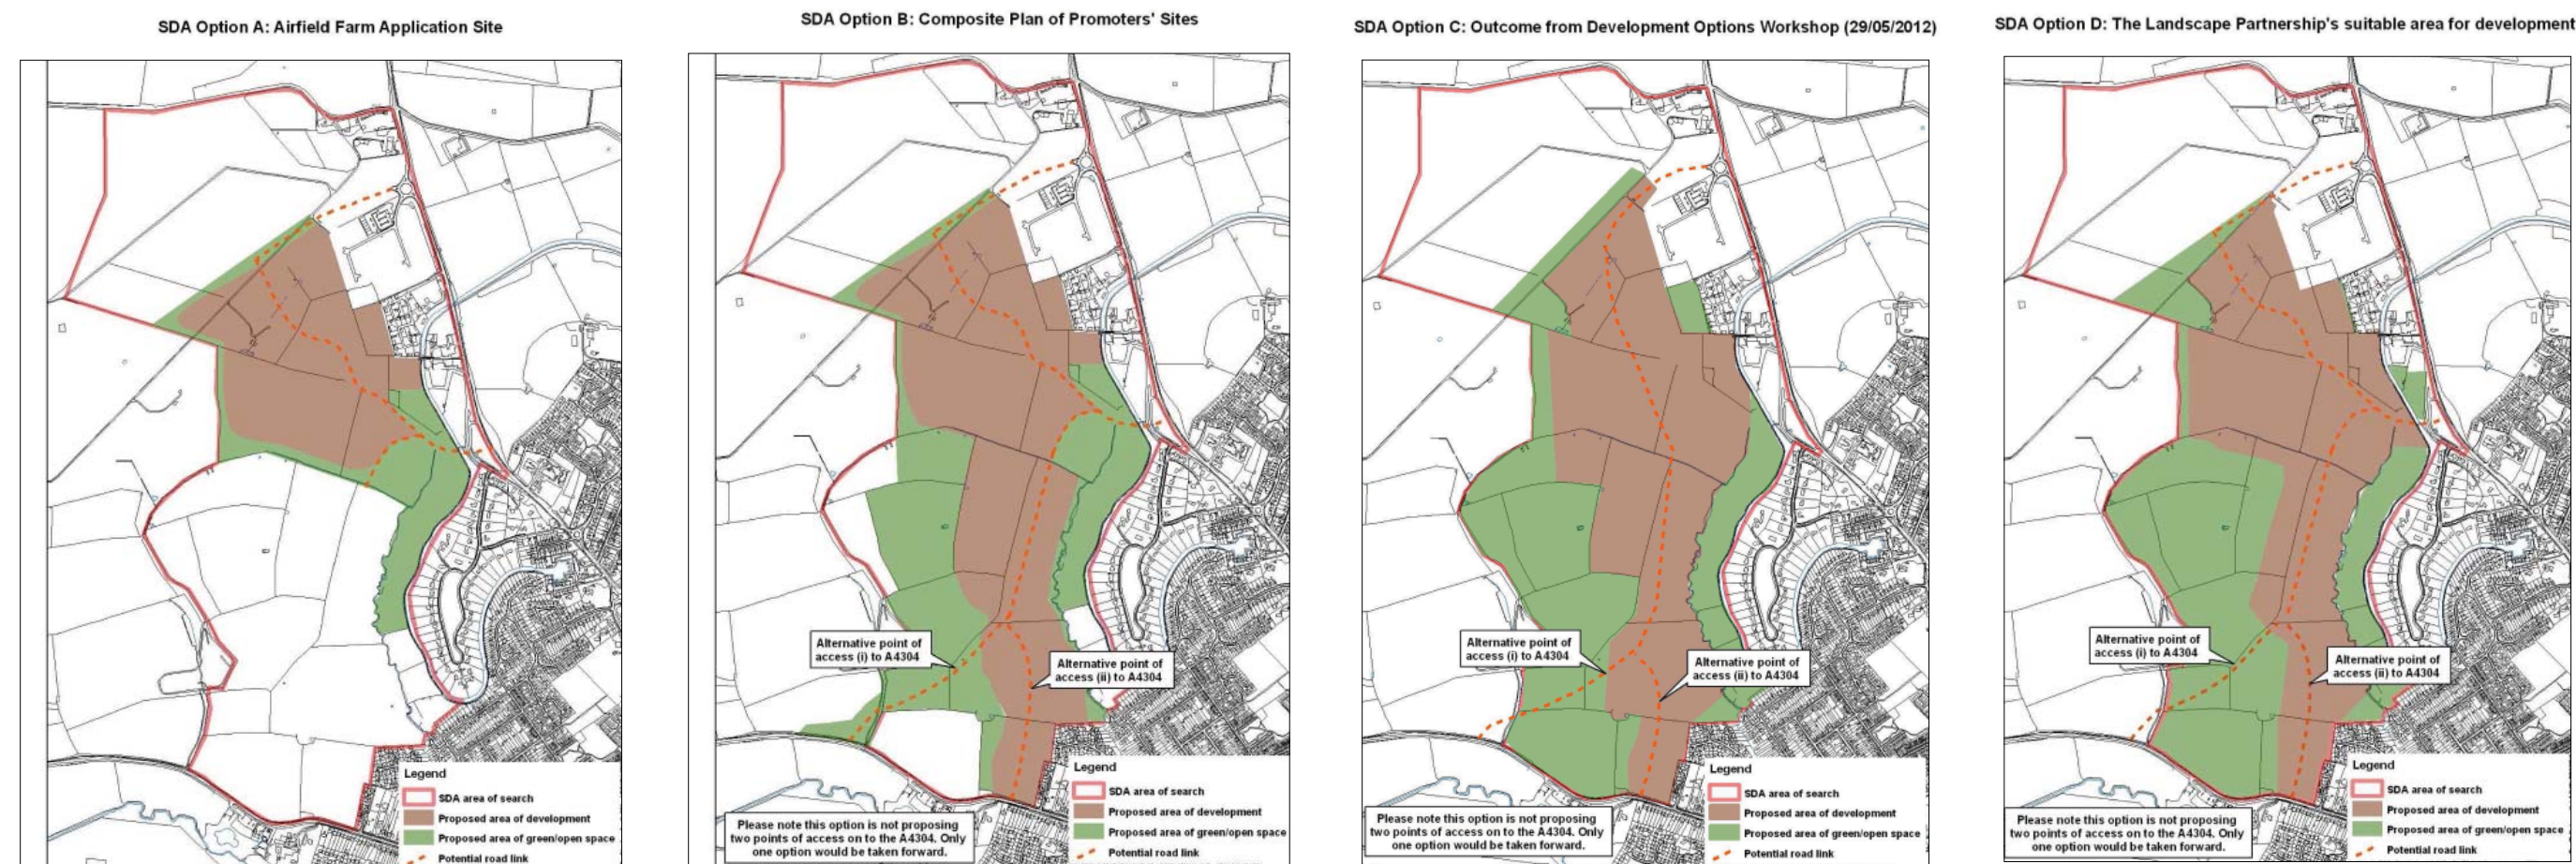 SDA Option A: Airfield Farm Application Site
Legend
SDA area of search
Proposed area of development
Proposed area of green/open space
Potential road link
SDA Option B: Composite Plan of Promoters' Sites
Alternative point of
access (i) to A4304
Alternative point of
access (ii) to A4304
Please note this option is not proposing
two points of access on to the A4304. Only
one option would be taken forward.
Legend
SDA area of search
Proposed area of development
Proposed area of green/open space
Potential road link
SDA Option C: Outcome from Development Options Workshop (29/05/2012)
Alternative point of
access (i) to A4304
Alternative point of
access (ii) to A4304
Please note this option is not proposing
two points of access on to the A4304. Only
one option would be taken forward.
Legend
SDA area of search
Proposed area of development
Proposed area of green/open space
Potential road link
SDA Option D: The Landscape Partnership's suitable area for development
Alternative point of
access (i) to A4304
Alternative point of
access (ii) to A4304
Please note this option is not proposing
two points of access on to the A4304. Only
one option would be taken forward.
Legend
SDA area of search
Proposed area of development
Proposed area of green/open space
Potential road link